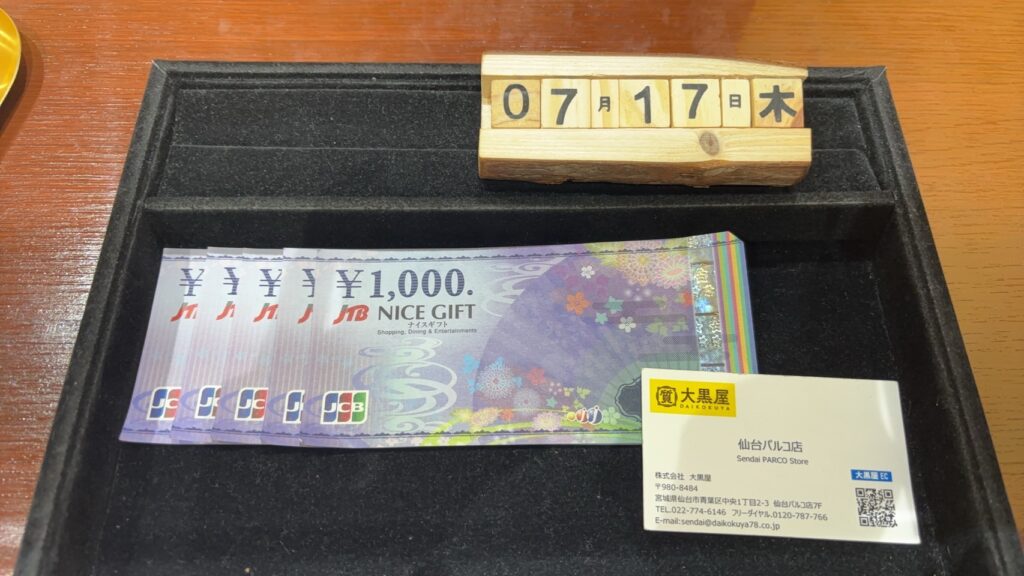 07月17日木
¥ ¥ ¥ ¥ ¥1,000.
JTB NICE GIFT
ナイスギフト
Shopping, Dining & Entertainments
JCB
質 大黒屋
DAIKOKUYA
仙台パルコ店
Sendai PARCO Store
大黒屋 EC
株式会社 大黒屋
〒980-8484
宮城県仙台市青葉区中央1丁目2-3 仙台パルコ店7F
TEL.022-774-6146 フリーダイヤル.0120-787-766
E-mail:sendai@daikokuya78.co.jp